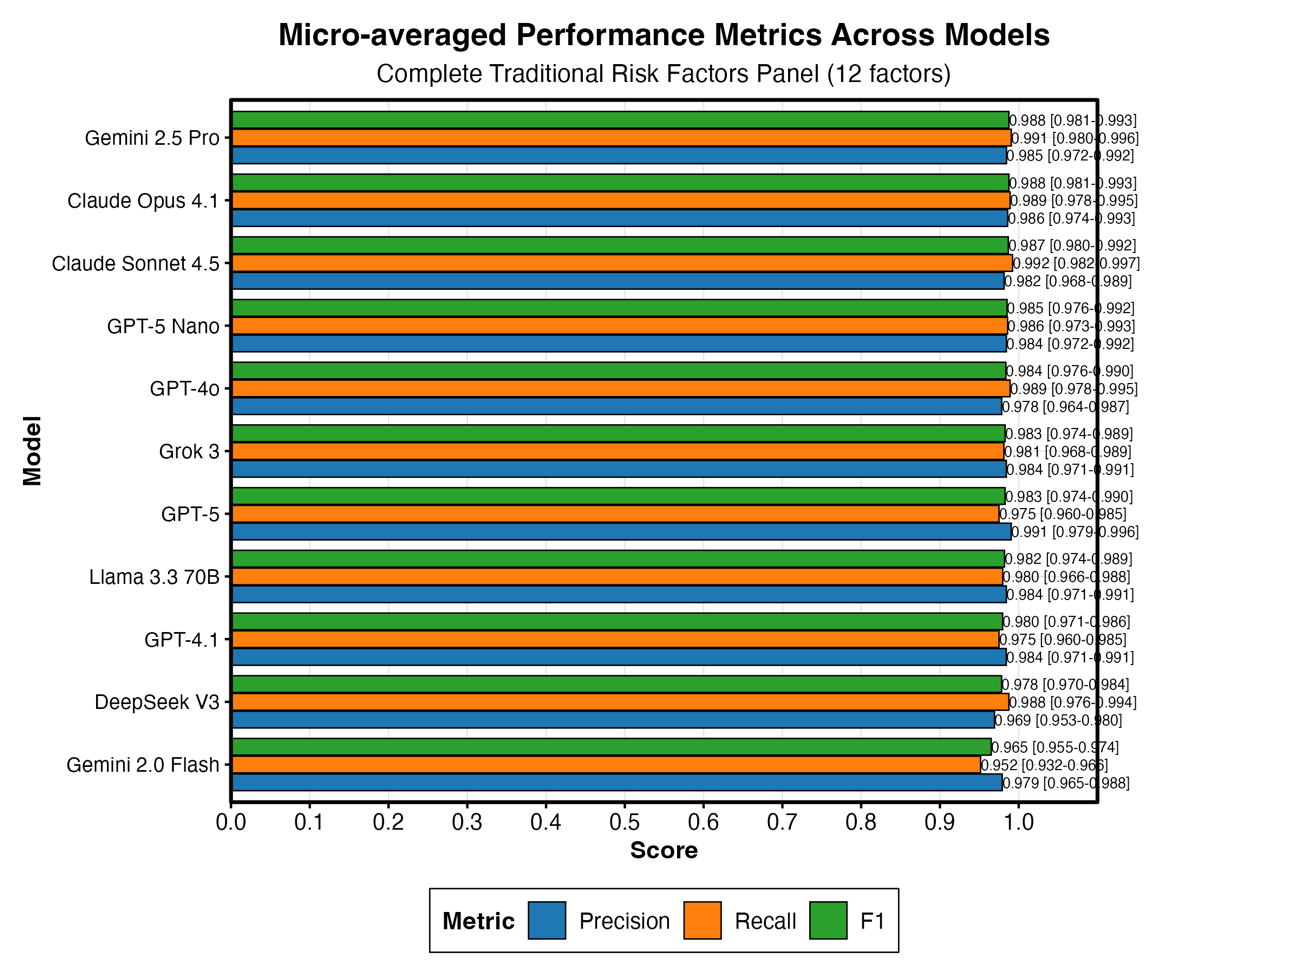 Micro-averaged Performance Metrics Across Models
Complete Traditional Risk Factors Panel (12 factors)
Model
Gemini 2.5 Pro
0.988 [0.981-0.993]
0.991 [0.980-0.996]
0.985 [0.972-0.992]
Claude Opus 4.1
0.988 [0.981-0.993]
0.989 [0.978-0.995]
0.986 [0.974-0.993]
Claude Sonnet 4.5
0.987 [0.980-0.992]
0.992 [0.982-0.997]
0.982 [0.968-0.989]
GPT-5 Nano
0.985 [0.976-0.992]
0.986 [0.973-0.993]
0.984 [0.972-0.992]
GPT-4o
0.984 [0.976-0.990]
0.989 [0.978-0.995]
0.978 [0.964-0.987]
Grok 3
0.983 [0.974-0.989]
0.981 [0.968-0.989]
0.984 [0.971-0.991]
GPT-5
0.983 [0.974-0.990]
0.975 [0.960-0.985]
0.991 [0.979-0.996]
Llama 3.3 70B
0.982 [0.974-0.989]
0.980 [0.966-0.988]
0.984 [0.971-0.991]
GPT-4.1
0.980 [0.971-0.986]
0.975 [0.960-0.985]
0.984 [0.971-0.991]
DeepSeek V3
0.978 [0.970-0.984]
0.988 [0.976-0.994]
0.969 [0.953-0.980]
Gemini 2.0 Flash
0.965 [0.955-0.974]
0.952 [0.932-0.966]
0.979 [0.965-0.988]
0.0 0.1 0.2 0.3 0.4 0.5 0.6 0.7 0.8 0.9 1.0
Score
Metric Precision Recall F1